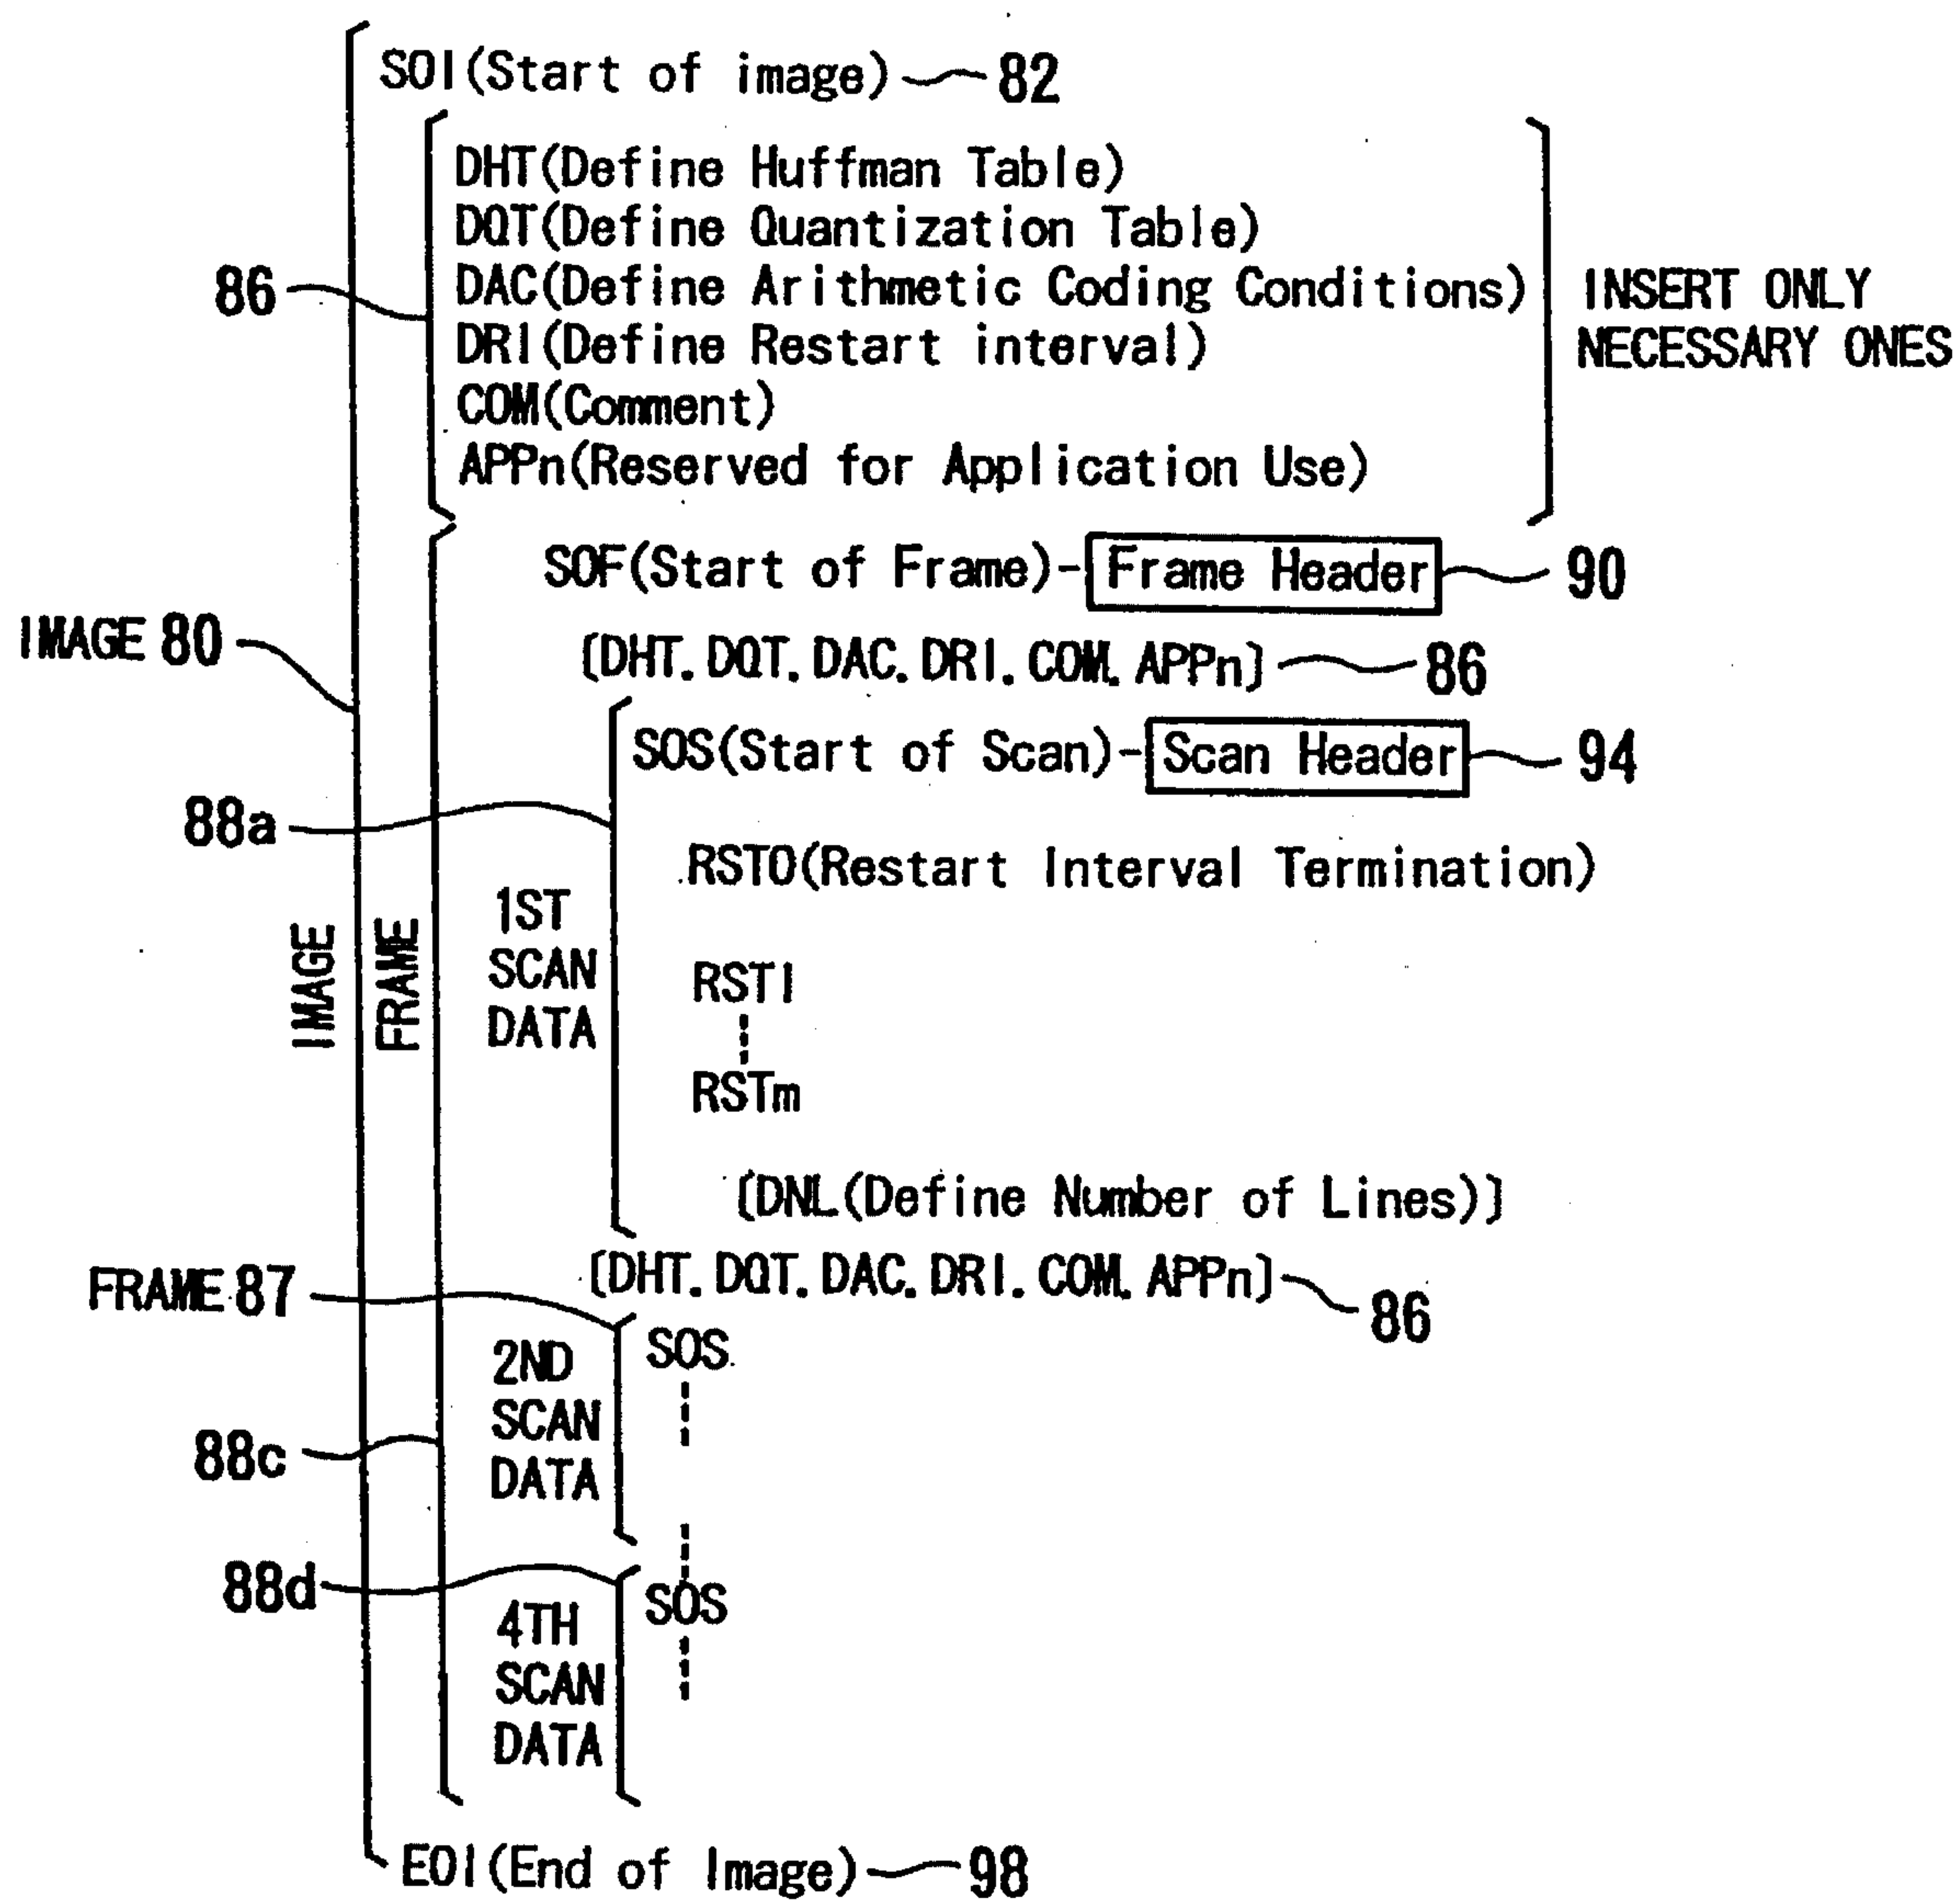 SOI(Start of image) 82
DHT(Define Huffman Table)
DQT(Define Quantization Table)
86 DAC(Define Arithmetic Coding Conditions) INSERT ONLY
DRI(Define Restart interval) NECESSARY ONES
COM(Comment)
APPn(Reserved for Application Use)
SOF(Start of Frame)-Frame Header 90
IMAGE 80 [DHT.DQT.DAC.DRI.COM.APPn] 86
SOS(Start of Scan)-Scan Header 94
88a
RST0(Restart Interval Termination)
IMAGE
FRAME
1ST
SCAN
DATA
RST1
RSTm
[DNL(Define Number of Lines)]
FRAME 87 [DHT.DQT.DAC.DRI.COM.APPn] 86
2ND
SCAN
DATA
SOS
88c
88d
SOS
4TH
SCAN
DATA
EOI(End of Image) 98